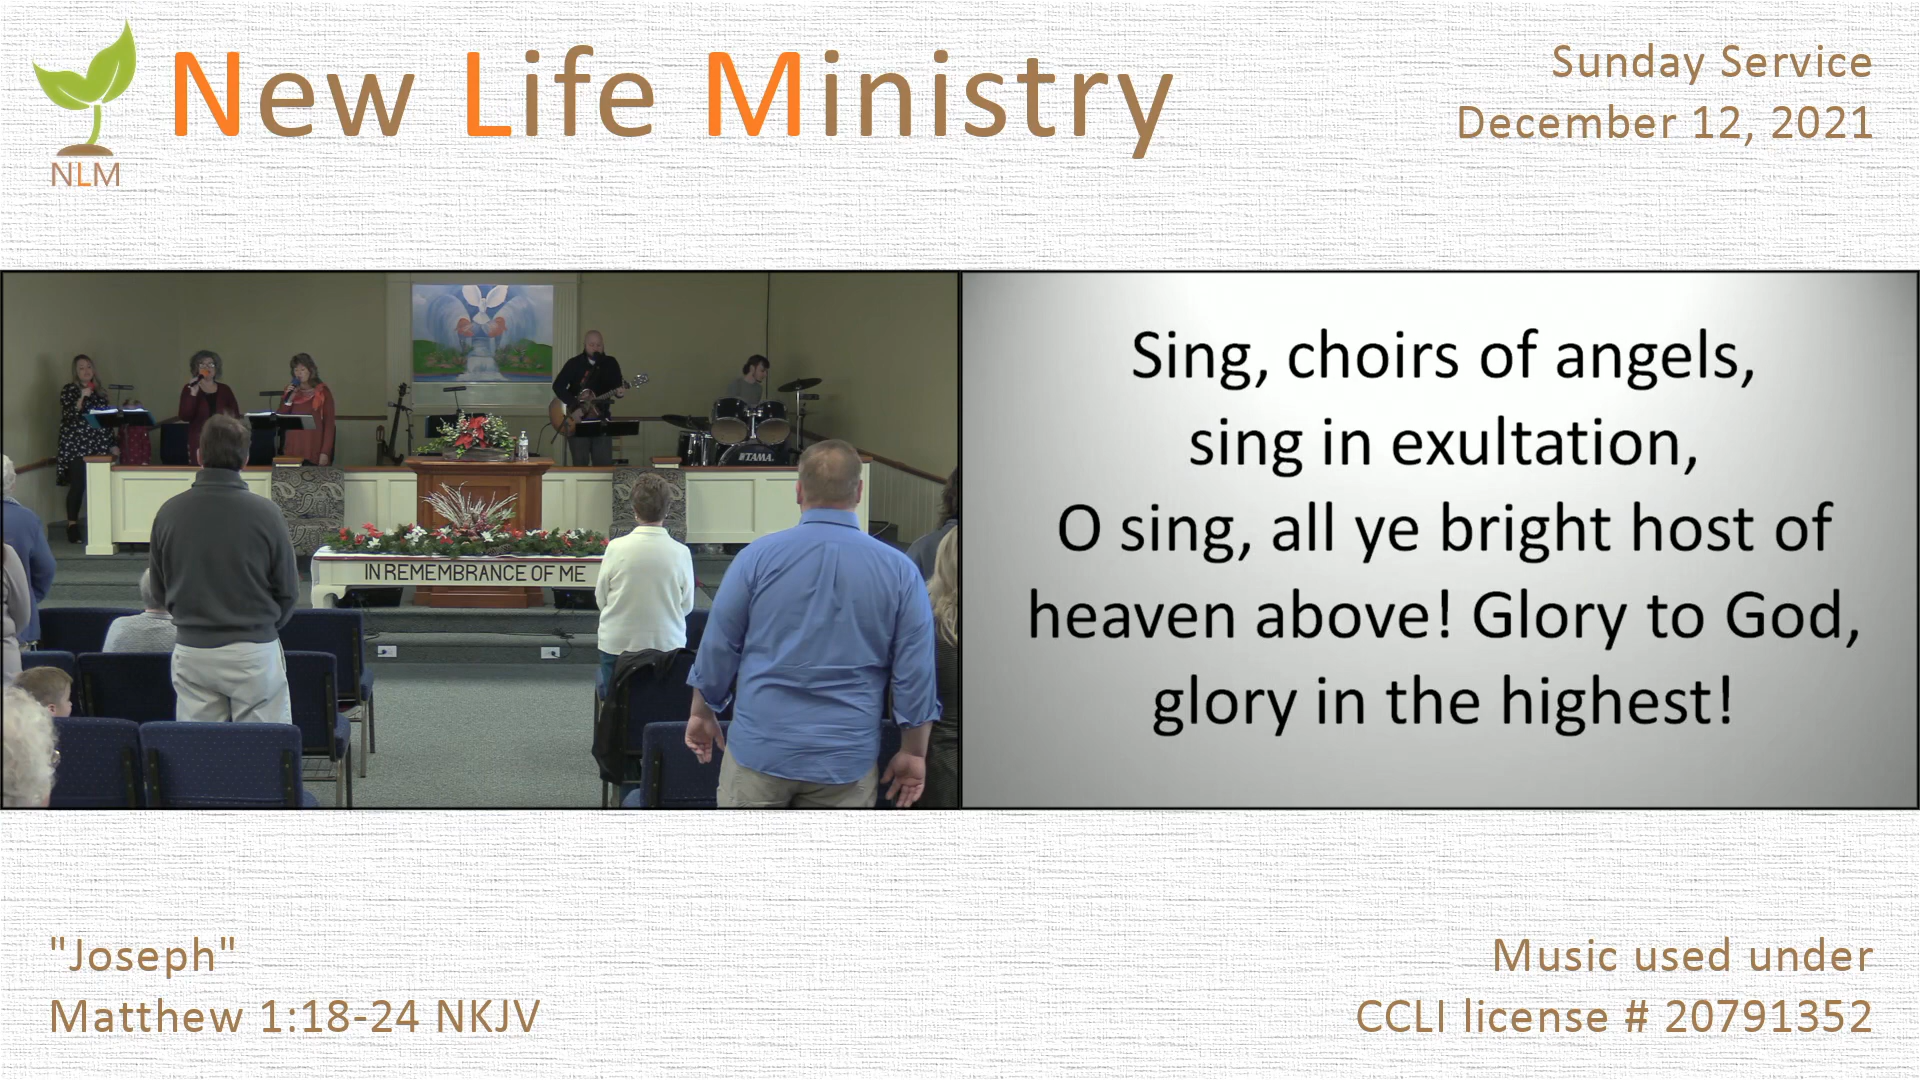 New Life Ministry
NLM
Sunday Service
December 12, 2021
IN REMEMBRANCE OF ME
TAMA
Sing, choirs of angels,
sing in exultation,
O sing, all ye bright host of
heaven above! Glory to God,
glory in the highest!
"Joseph"
Matthew 1:18-24 NKJV
Music used under
CCLI license # 20791352